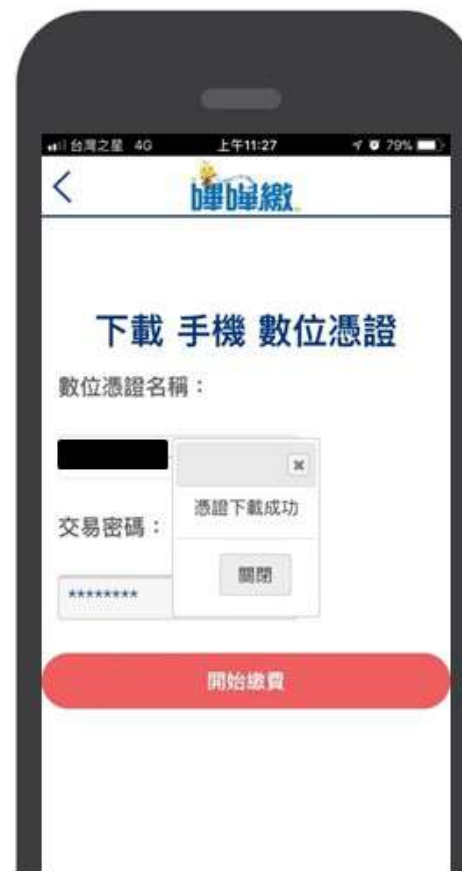 台灣之星 4G 上午11:27 79%
嗶嗶繳
下載 手機 數位憑證
數位憑證名稱：
憑證下載成功
交易密碼：
關閉
********
開始繳費